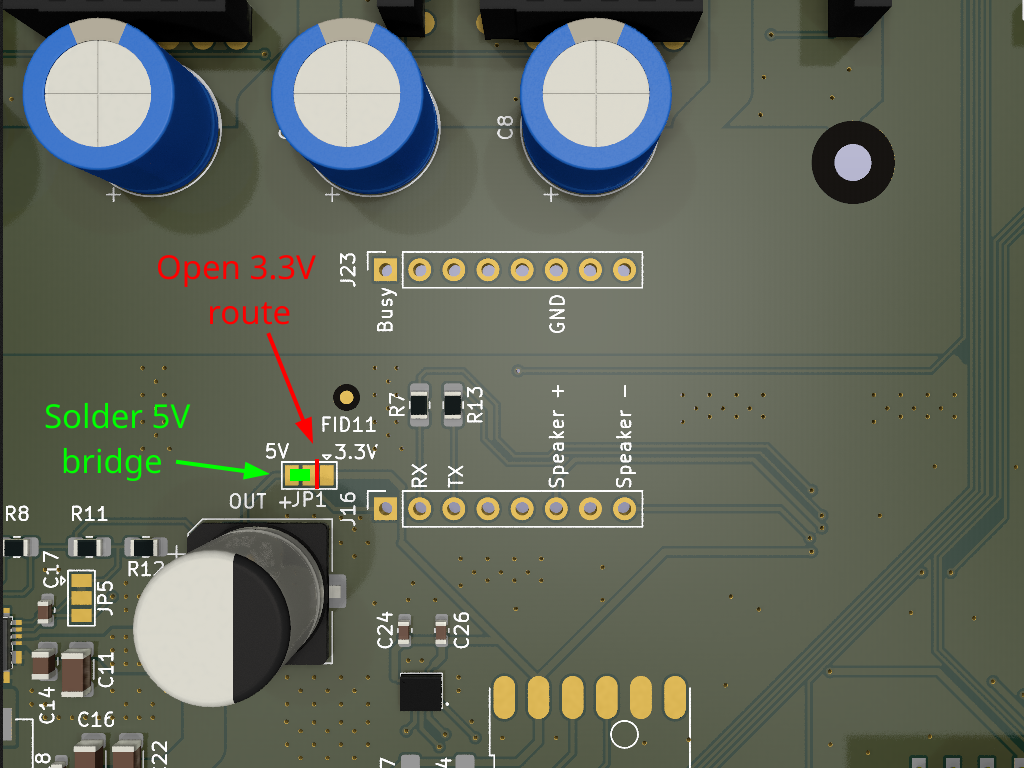 C8
+
+
+
J23
Busy
GND
Open 3.3V
route
Solder 5V
bridge
R7
R13
FID11
Speaker +
Speaker -
5V
3.3V
RX
TX
OUT +
JP1
J16
R8
R11
R12
+
C17
JP5
C24
C26
C11
C14
C16